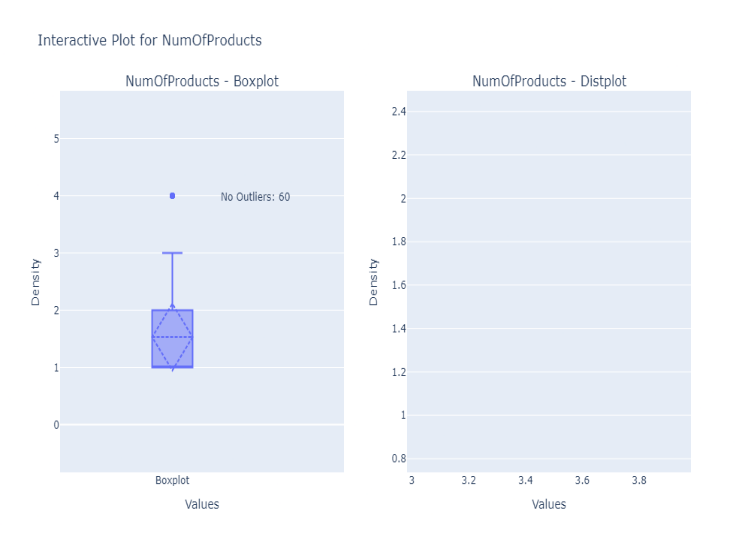 Interactive Plot for NumOfProducts
NumOfProducts - Boxplot
5
4
3
2
1
0
Density
No Outliers: 60
Boxplot
Values
NumOfProducts - Distplot
2.4
2.2
2
1.8
1.6
1.4
1.2
1
0.8
Density
3 3.2 3.4 3.6 3.8
Values